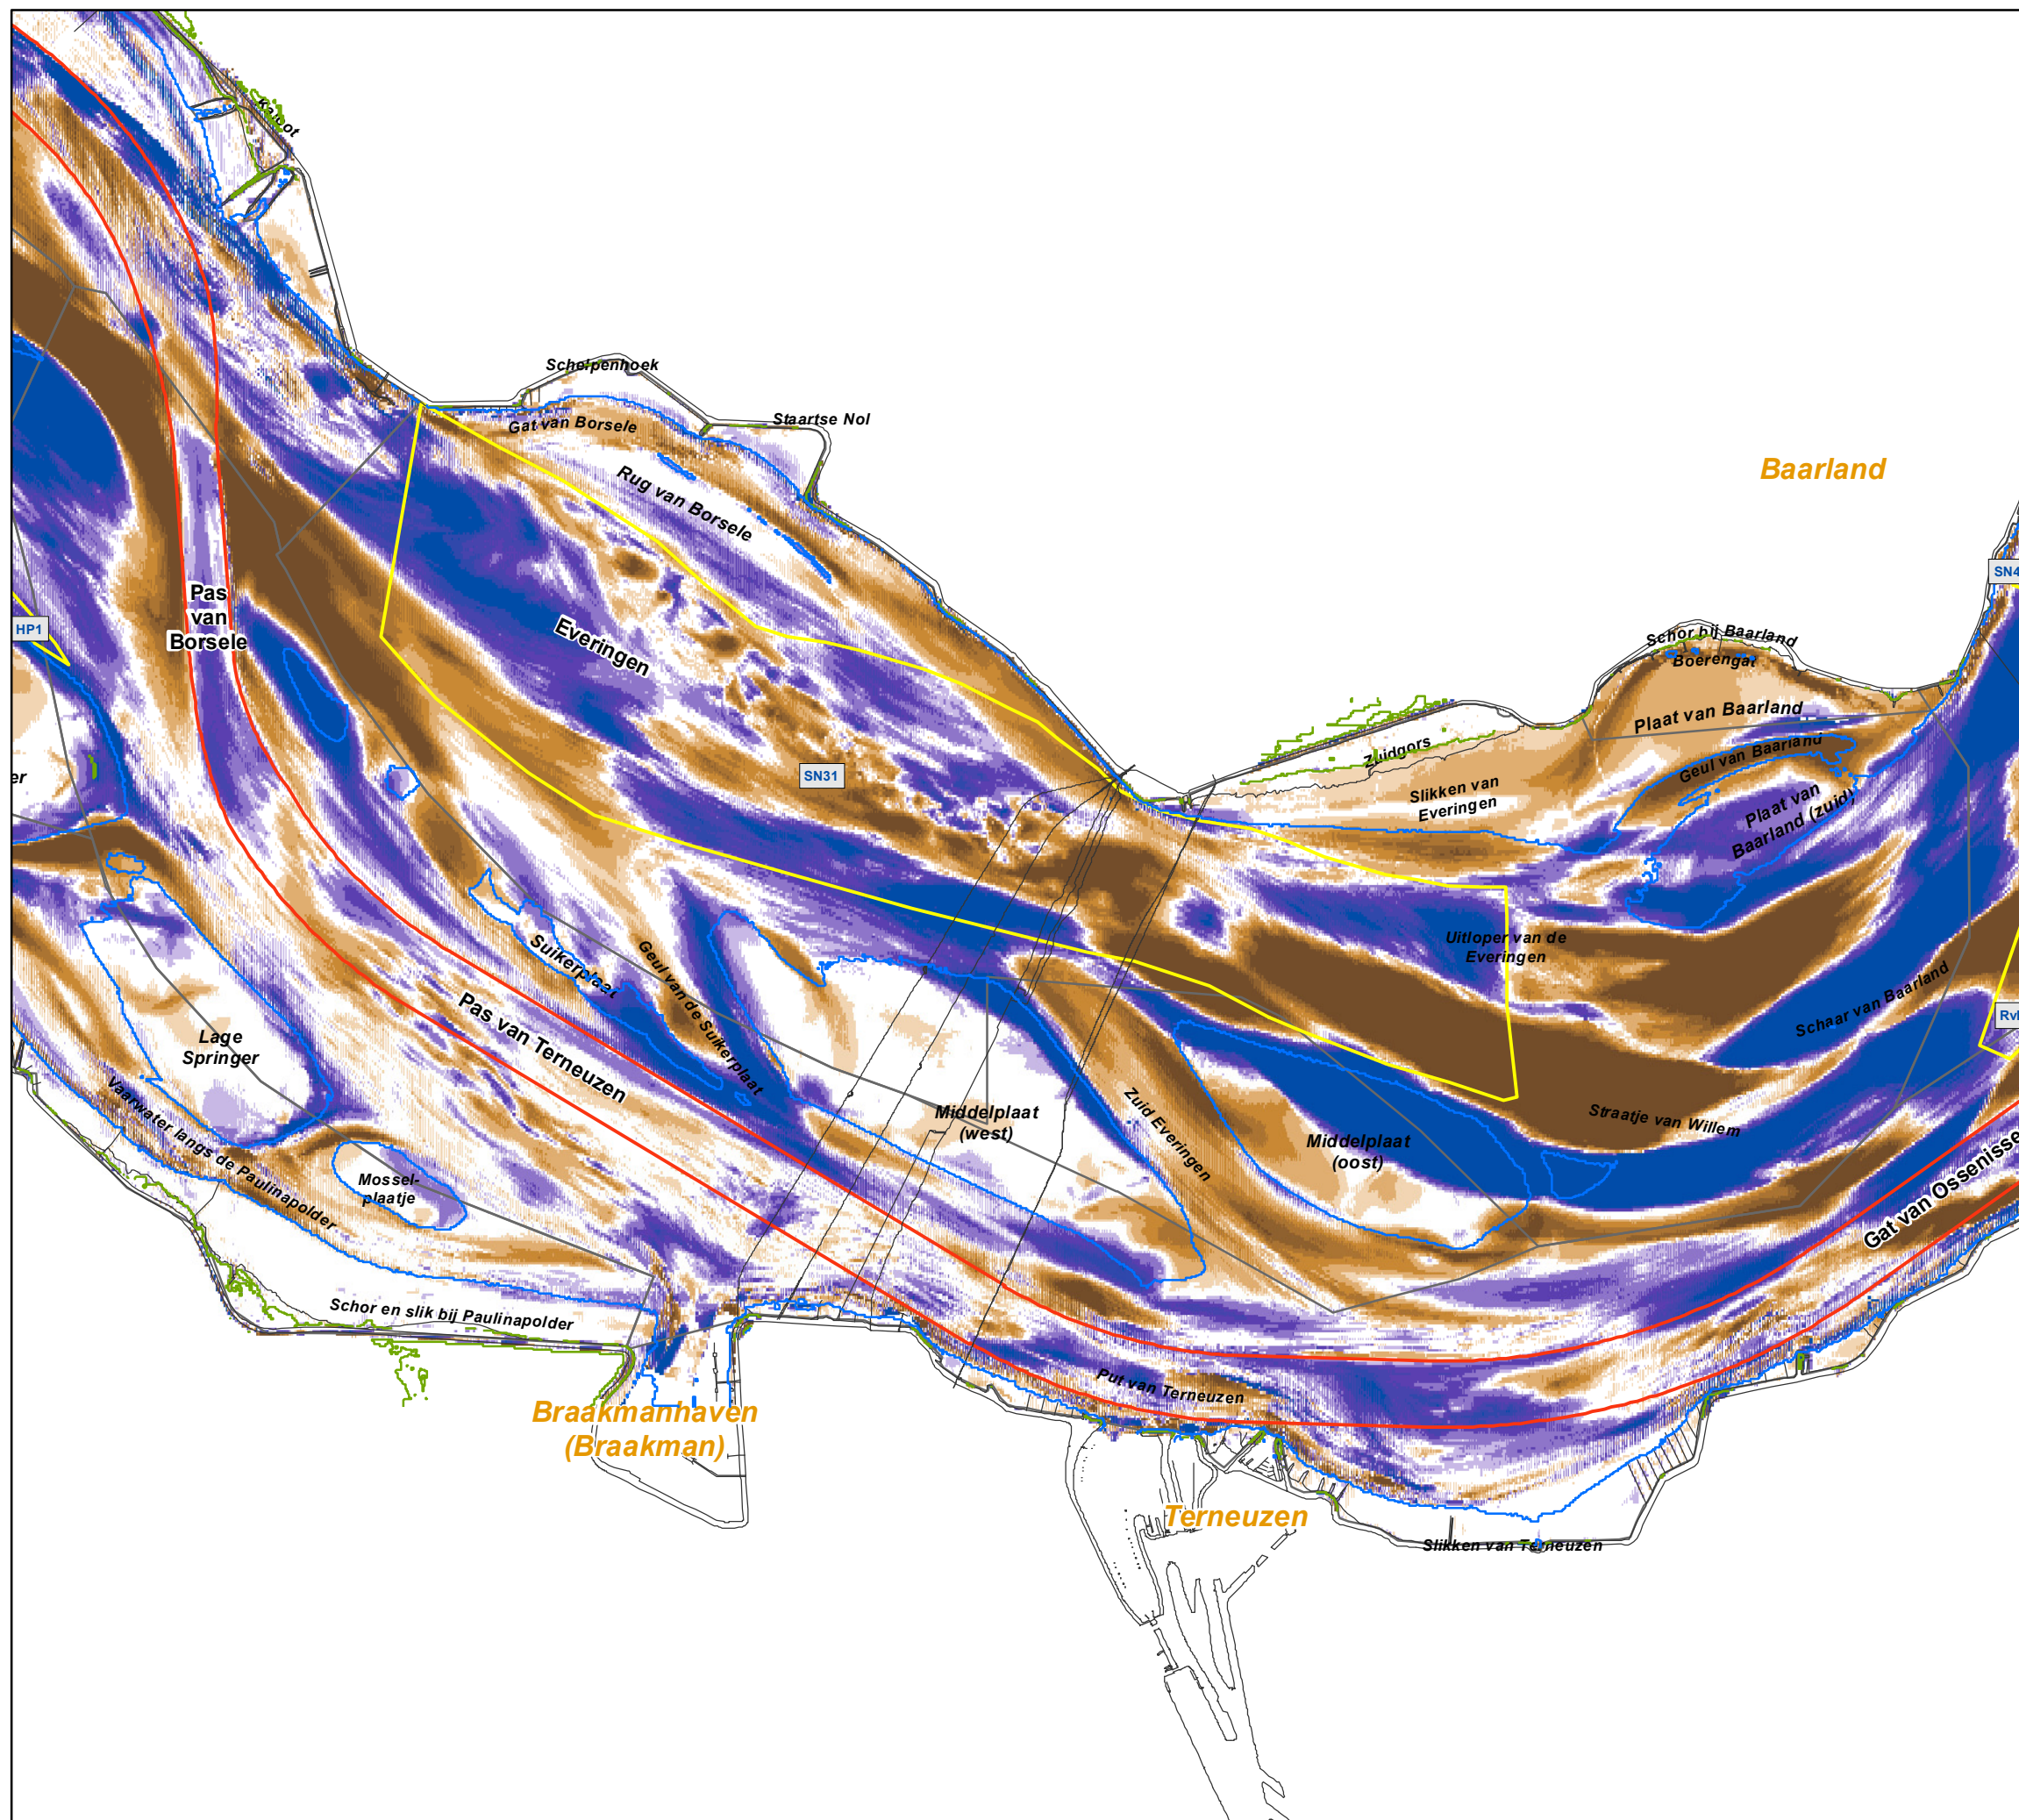 Kaloot
Schelpenhoek
Staartse Nol
Gat van Borsele
Rug van Borsele
Baarland
SN4
Pas
van
Borsele
HP1
Everingen
Schor bij Baarland
Boerengat
Plaat van Baarland
Zuidgors
Geul van Baarland
SN31
Slikken van
Everingen
Plaat van
Baarland (zuid)
er
Uitloper van de
Everingen
Suikerplaat
Geul van de Suikerplaat
Schaar van Baarland
Pas van Terneuzen
Lage
Springer
Vaarwater langs de Paulinapolder
Middelplaat
(west)
Zuid Everingen
Middelplaat
(oost)
Straatje van Willem
Gat van Ossenisse
Mossel-
plaatje
Schor en slik bij Paulinapolder
Put van Terneuzen
Braakmanhaven
(Braakman)
Terneuzen
Slikken van Terneuzen